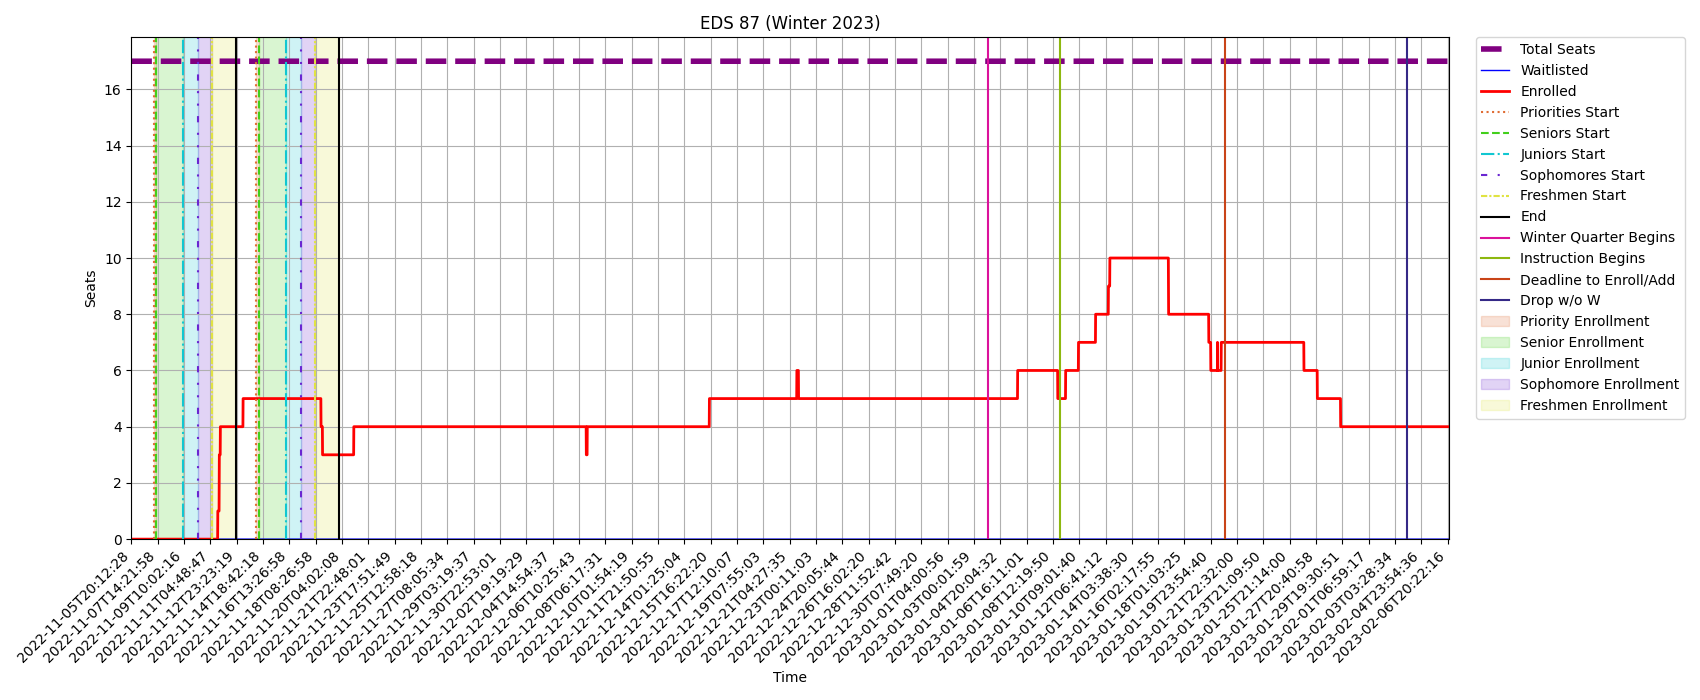 EDS 87 (Winter 2023)
Seats
16
14
12
10
8
6
4
2
0
2022-11-05T20:12:28
2022-11-07T14:21:58
2022-11-09T10:02:16
2022-11-11T04:48:47
2022-11-12T23:23:19
2022-11-14T18:42:18
2022-11-16T13:26:58
2022-11-18T08:26:58
2022-11-20T04:02:08
2022-11-21T22:48:01
2022-11-23T17:51:49
2022-11-25T12:58:18
2022-11-27T08:05:34
2022-11-29T03:19:37
2022-11-30T22:53:01
2022-12-02T19:19:29
2022-12-04T14:54:37
2022-12-06T10:25:43
2022-12-08T06:17:31
2022-12-10T01:54:19
2022-12-11T21:50:55
2022-12-14T01:25:04
2022-12-15T16:22:20
2022-12-17T12:10:07
2022-12-19T07:55:03
2022-12-21T04:27:35
2022-12-23T00:11:03
2022-12-24T20:05:44
2022-12-26T16:02:20
2022-12-28T11:52:42
2022-12-30T07:49:20
2023-01-01T04:00:56
2023-01-03T00:01:59
2023-01-04T20:04:32
2023-01-06T16:11:01
2023-01-08T12:19:50
2023-01-10T09:01:40
2023-01-12T06:41:12
2023-01-14T03:38:30
2023-01-16T02:17:55
2023-01-18T01:03:25
2023-01-19T23:54:40
2023-01-21T22:32:00
2023-01-23T21:09:50
2023-01-25T21:14:00
2023-01-27T20:40:58
2023-01-29T19:30:51
2023-02-01T06:59:17
2023-02-03T03:28:34
2023-02-04T23:54:36
2023-02-06T20:22:16
Time
Total Seats
Waitlisted
Enrolled
Priorities Start
Seniors Start
Juniors Start
Sophomores Start
Freshmen Start
End
Winter Quarter Begins
Instruction Begins
Deadline to Enroll/Add
Drop w/o W
Priority Enrollment
Senior Enrollment
Junior Enrollment
Sophomore Enrollment
Freshmen Enrollment